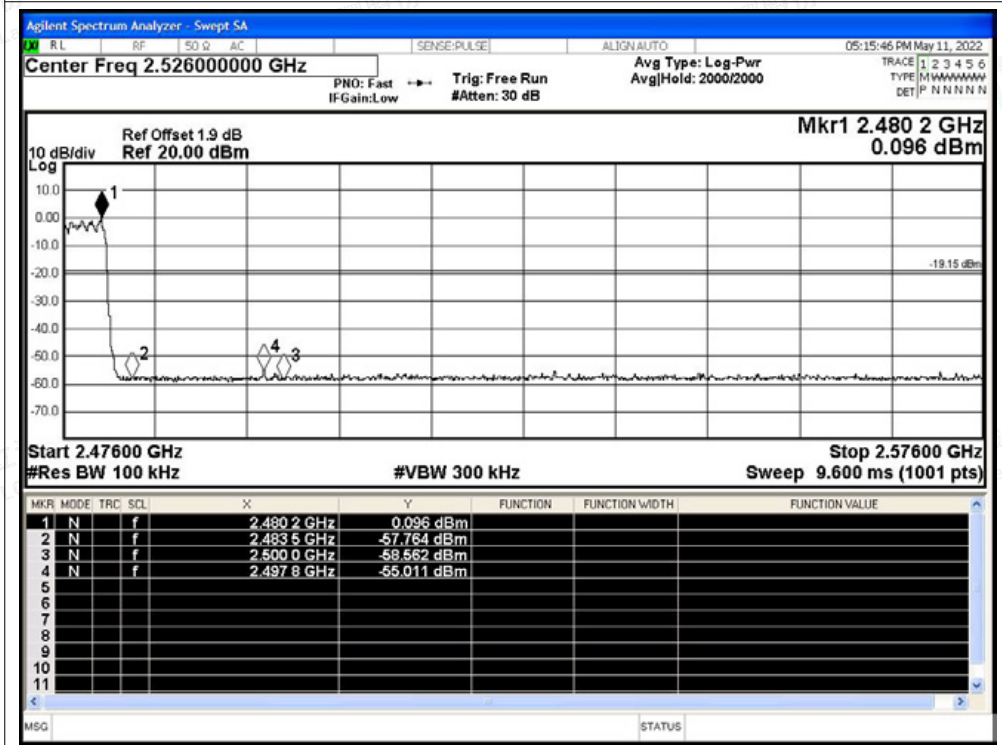 Agilent Spectrum Analyzer - Swept SA
RL RF 50 Ω AC SENSE:PULSE ALIGN AUTO 05:15:46 PM May 11, 2022
Center Freq 2.526000000 GHz
PNO: Fast
IFGain:Low
Trig: Free Run
#Atten: 30 dB
Avg Type: Log-Pwr
Avg|Hold: 2000/2000
TRACE 1 2 3 4 5 6
TYPE M WWWWW
DET P N N N N N
Mkr1 2.480 2 GHz
0.096 dBm
Ref Offset 1.9 dB
10 dB/div Ref 20.00 dBm
Log
10.0
1
0.00
-10.0
-19.15 dBm
-20.0
-30.0
-40.0
2 4 3
-50.0
-60.0
-70.0
Start 2.47600 GHz Stop 2.57600 GHz
#Res BW 100 kHz #VBW 300 kHz Sweep 9.600 ms (1001 pts)
MKR MODE TRC SCL X Y FUNCTION FUNCTION WIDTH FUNCTION VALUE
1 N f 2.480 2 GHz 0.096 dBm
2 N f 2.483 5 GHz -57.764 dBm
3 N f 2.500 0 GHz -58.562 dBm
4 N f 2.497 8 GHz -55.011 dBm
5
6
7
8
9
10
11
MSG STATUS